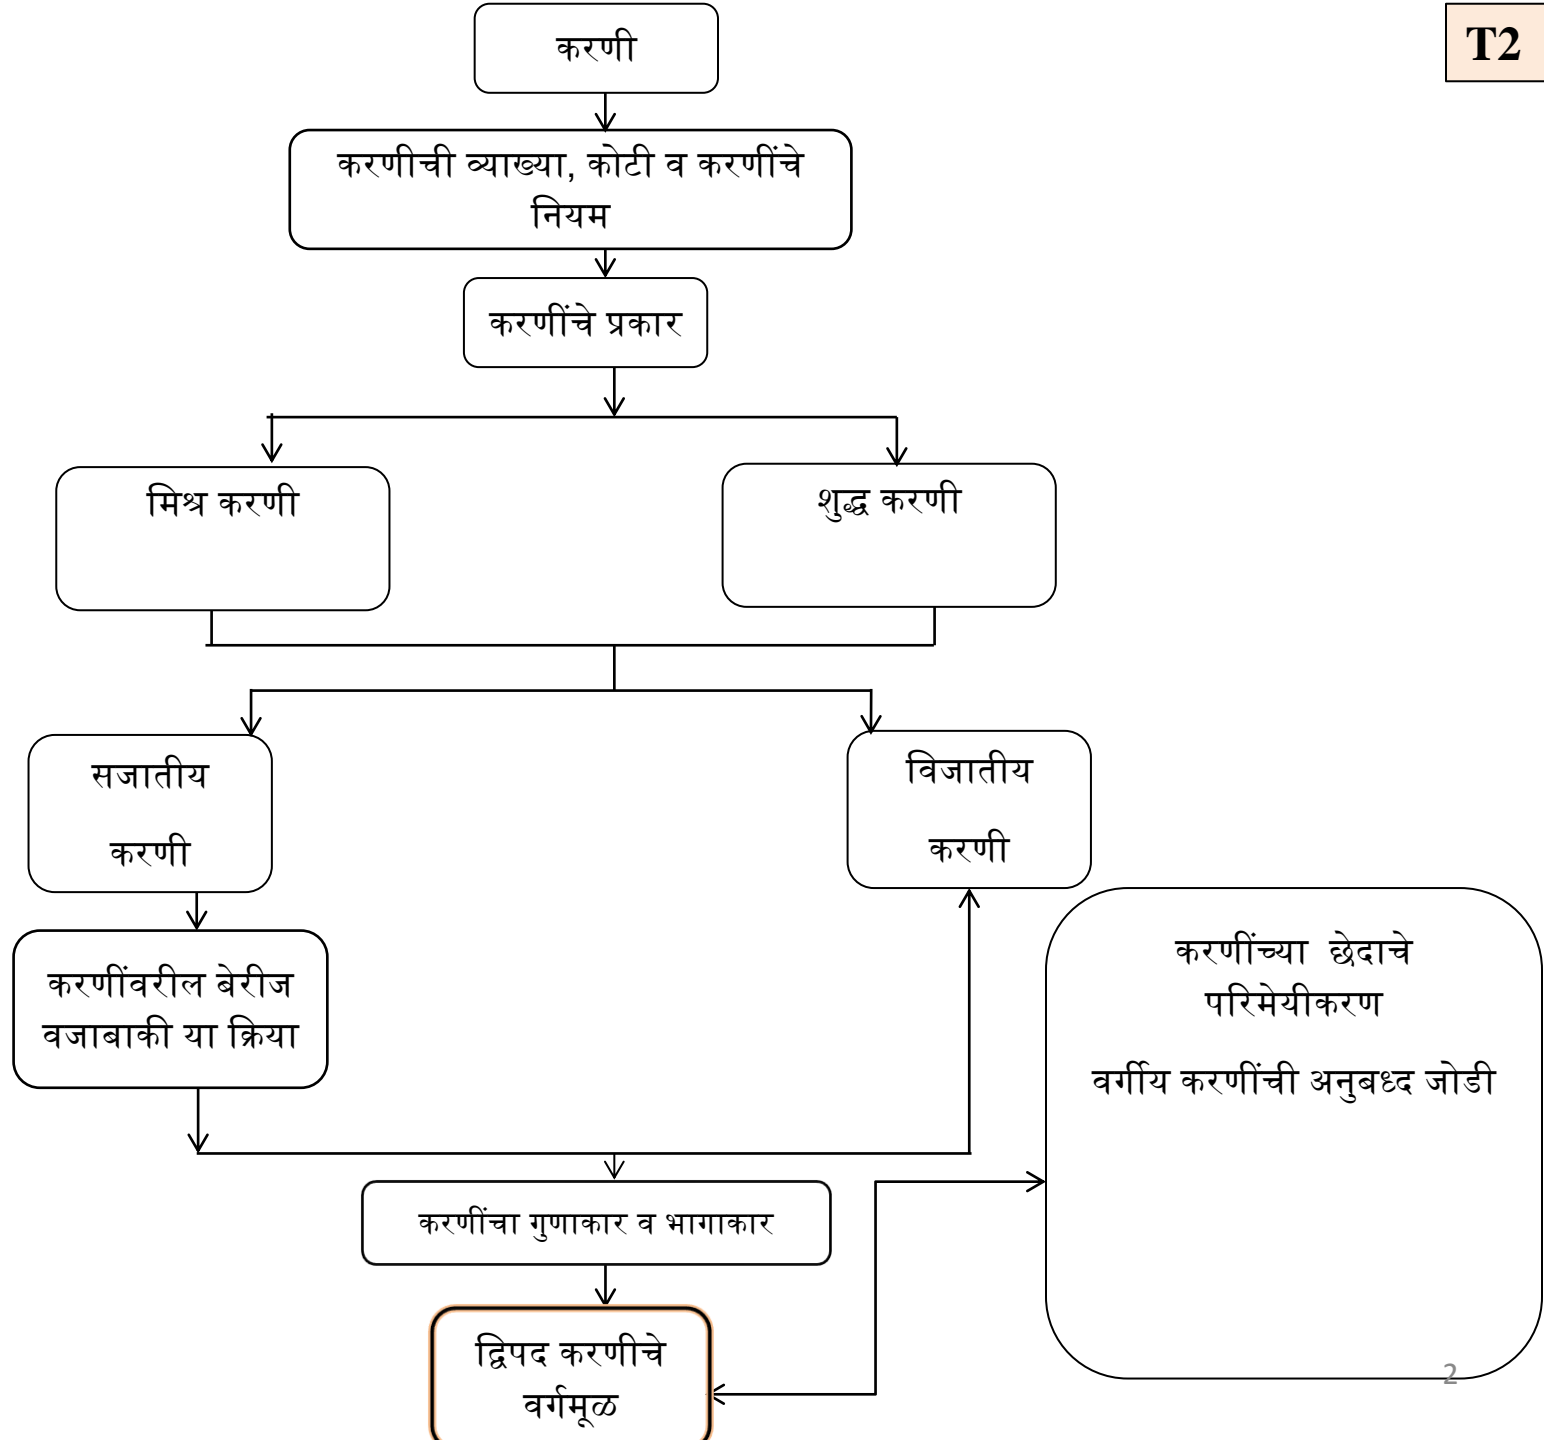 करणी
T2
करणीची व्याख्या, कोटी व करणींचे
नियम
करणींचे प्रकार
मिश्र करणी
शुद्ध करणी
सजातीय
करणी
विजातीय
करणी
करणींवरील बेरीज
वजाबाकी या क्रिया
करणींच्या छेदाचे
परिमेयीकरण
वर्गीय करणींची अनुबध्द जोडी
करणींचा गुणाकार व भागाकार
द्विपद करणीचे
वर्गमूळ
2